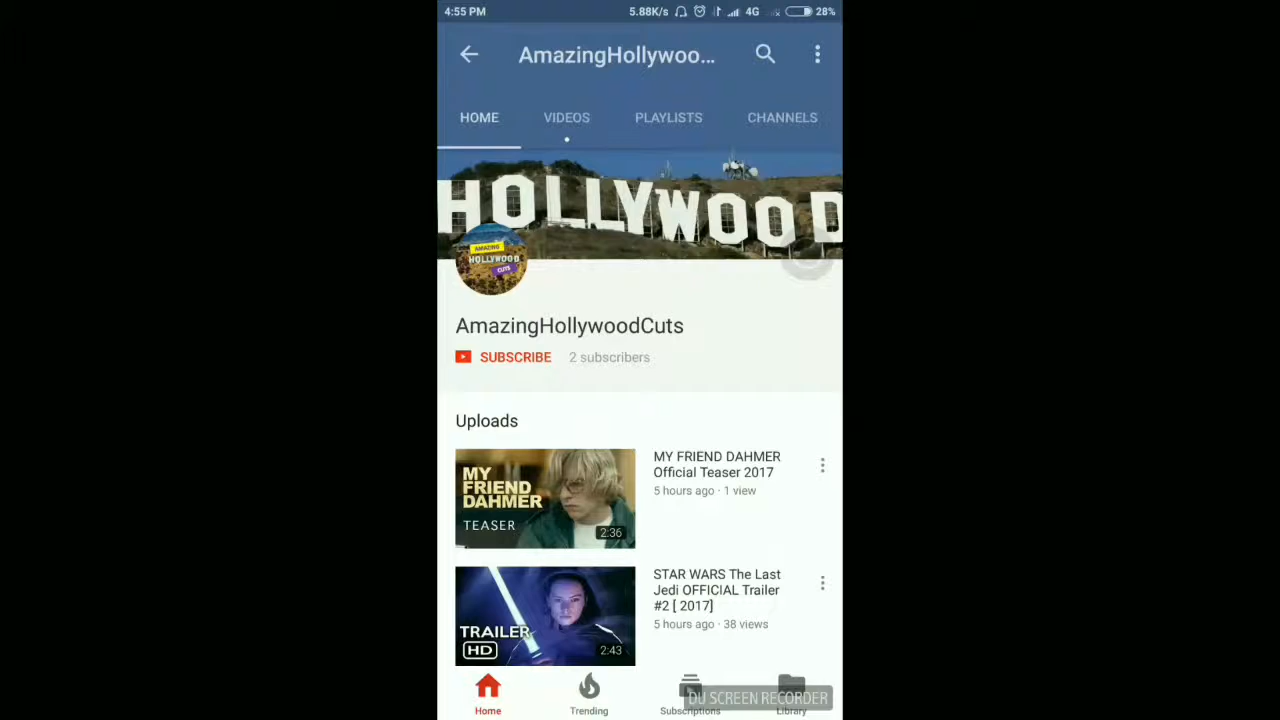 4:55 PM 5.88K/s 4G 28%
AmazingHollywoo...
HOME VIDEOS PLAYLISTS CHANNELS
HOLLYWOOD
AMAZING
HOLLYWOOD
CUTS
AmazingHollywoodCuts
SUBSCRIBE 2 subscribers
Uploads
MY
FRIEND
DAHMER
TEASER
2:36
MY FRIEND DAHMER
Official Teaser 2017
5 hours ago · 1 view
TRAILER
HD
2:43
STAR WARS The Last
Jedi OFFICIAL Trailer
#2 [ 2017]
5 hours ago · 38 views
DU SCREEN RECORDER
Home Trending Subscriptions Library